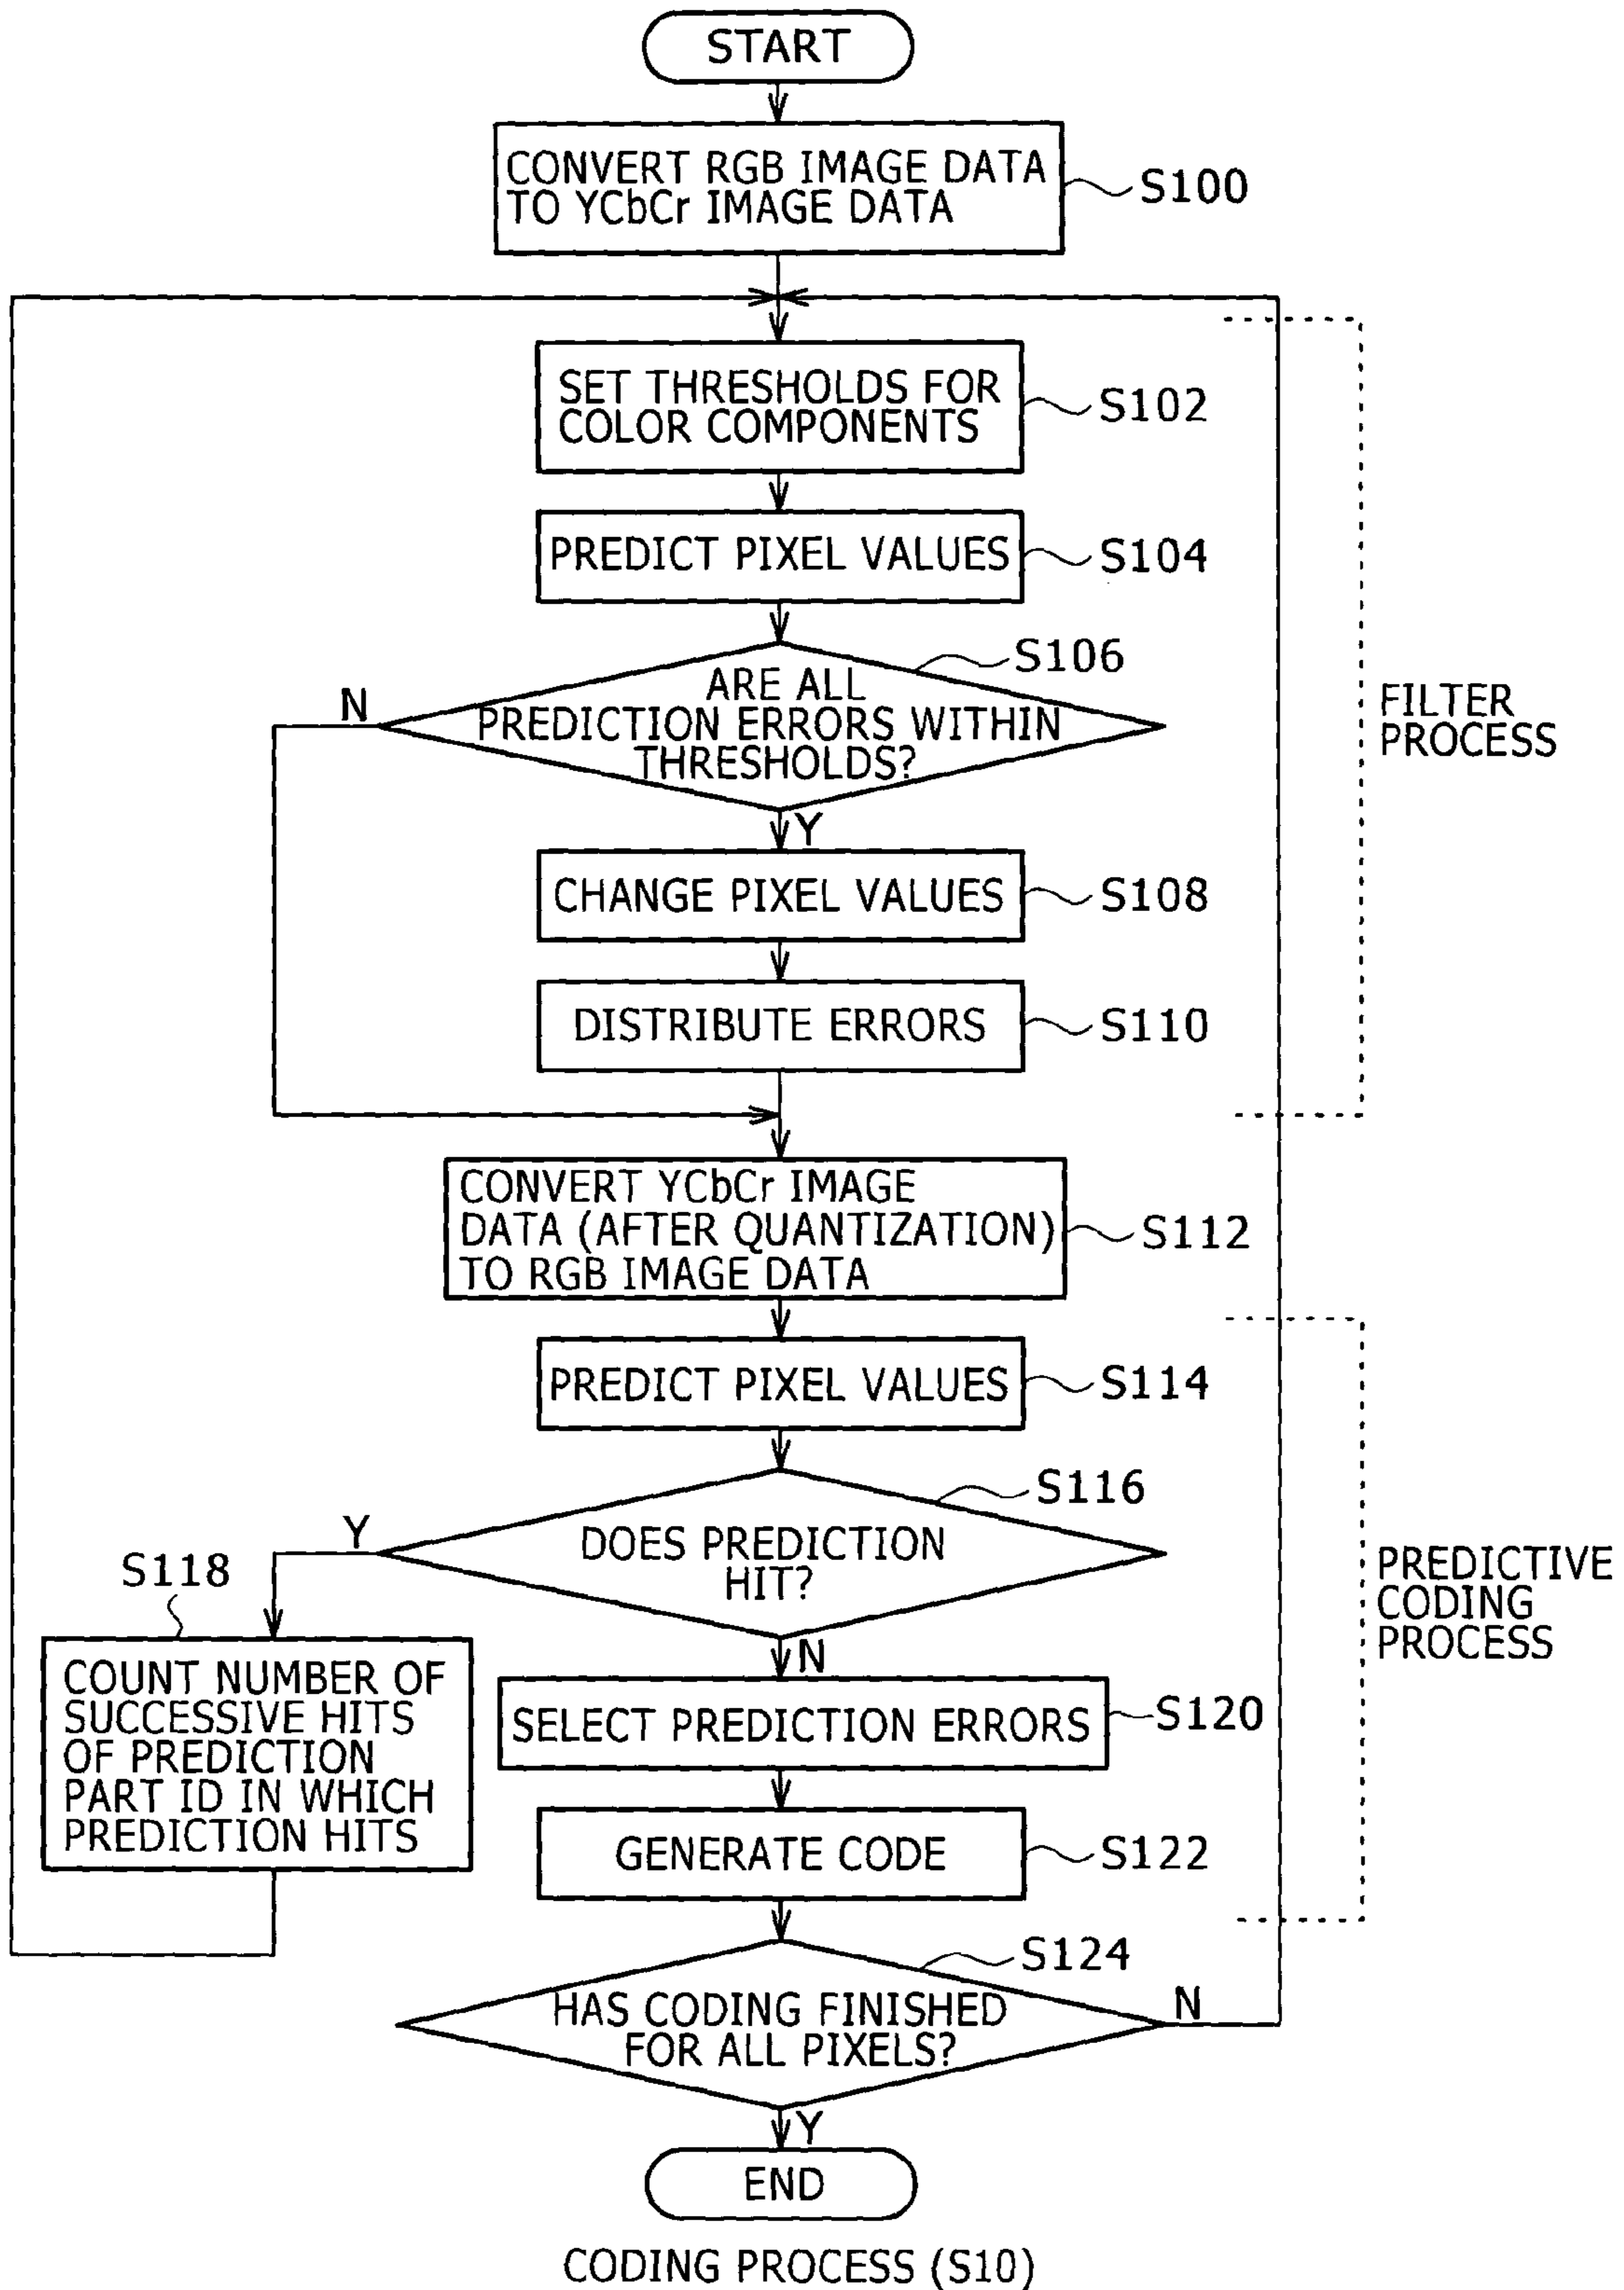 START
CONVERT RGB IMAGE DATA
TO YCbCr IMAGE DATA
S100
SET THRESHOLDS FOR
COLOR COMPONENTS
S102
PREDICT PIXEL VALUES
S104
S106
ARE ALL
PREDICTION ERRORS WITHIN
THRESHOLDS?
N
Y
FILTER
PROCESS
CHANGE PIXEL VALUES
S108
DISTRIBUTE ERRORS
S110
CONVERT YCbCr IMAGE
DATA (AFTER QUANTIZATION)
TO RGB IMAGE DATA
S112
PREDICT PIXEL VALUES
S114
S116
DOES PREDICTION
HIT?
Y
N
PREDICTIVE
CODING
PROCESS
S118
COUNT NUMBER OF
SUCCESSIVE HITS
OF PREDICTION
PART ID IN WHICH
PREDICTION HITS
SELECT PREDICTION ERRORS
S120
GENERATE CODE
S122
S124
HAS CODING FINISHED
FOR ALL PIXELS?
N
Y
END
CODING PROCESS (S10)